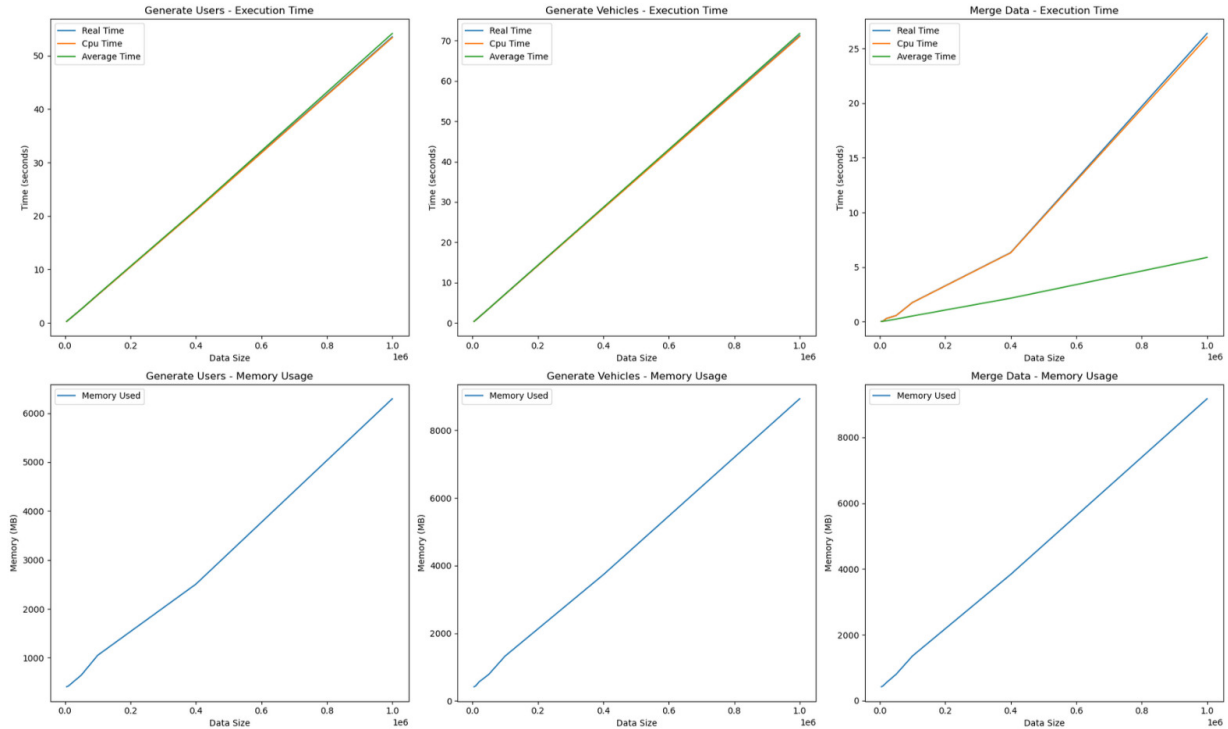 Generate Users - Execution Time
Real Time
Cpu Time
Average Time
Time (seconds)
50
40
30
20
10
0
0.0 0.2 0.4 0.6 0.8 1.0
1e6
Data Size
Generate Vehicles - Execution Time
Real Time
Cpu Time
Average Time
Time (seconds)
70
60
50
40
30
20
10
0
0.0 0.2 0.4 0.6 0.8 1.0
1e6
Data Size
Merge Data - Execution Time
Real Time
Cpu Time
Average Time
Time (seconds)
25
20
15
10
5
0
0.0 0.2 0.4 0.6 0.8 1.0
1e6
Data Size
Generate Users - Memory Usage
Memory Used
Memory (MB)
6000
5000
4000
3000
2000
1000
0.0 0.2 0.4 0.6 0.8 1.0
1e6
Data Size
Generate Vehicles - Memory Usage
Memory Used
Memory (MB)
8000
6000
4000
2000
0
0.0 0.2 0.4 0.6 0.8 1.0
1e6
Data Size
Merge Data - Memory Usage
Memory Used
Memory (MB)
8000
6000
4000
2000
0
0.0 0.2 0.4 0.6 0.8 1.0
1e6
Data Size